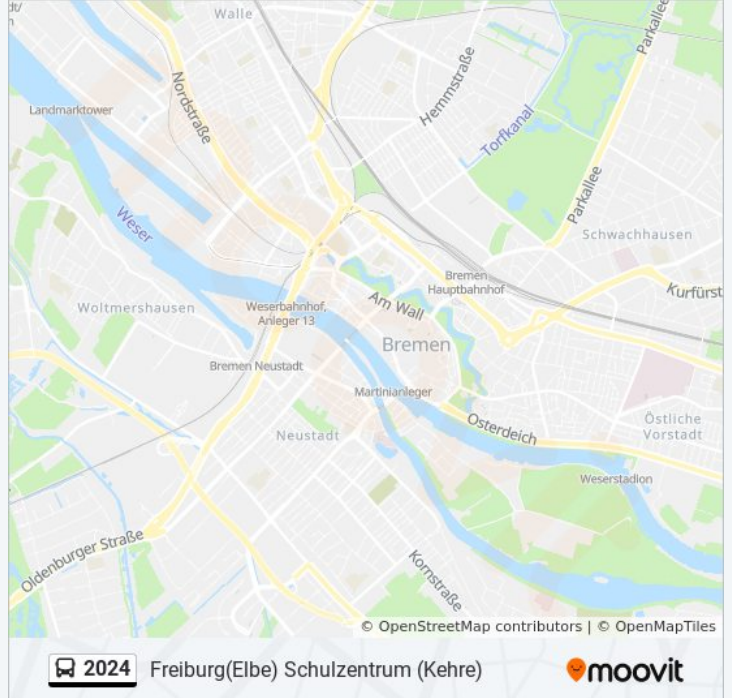 Walle
Parkallee
Hemmstraße
Nordstraße
Landmarktower
Torfkanal
Parkallee
Weser
Schwachhausen
Bremen
Hauptbahnhof
Kurfürst
Woltmershausen
Weserbahnhof,
Anleger 13
Am Wall
Bremen
Bremen Neustadt
Martinianleger
Osterdeich
Östliche
Vorstadt
Neustadt
Weserstadion
Oldenburger Straße
Kornstraße
© OpenStreetMap contributors | © OpenMapTiles
2024 Freiburg(Elbe) Schulzentrum (Kehre)
moovit